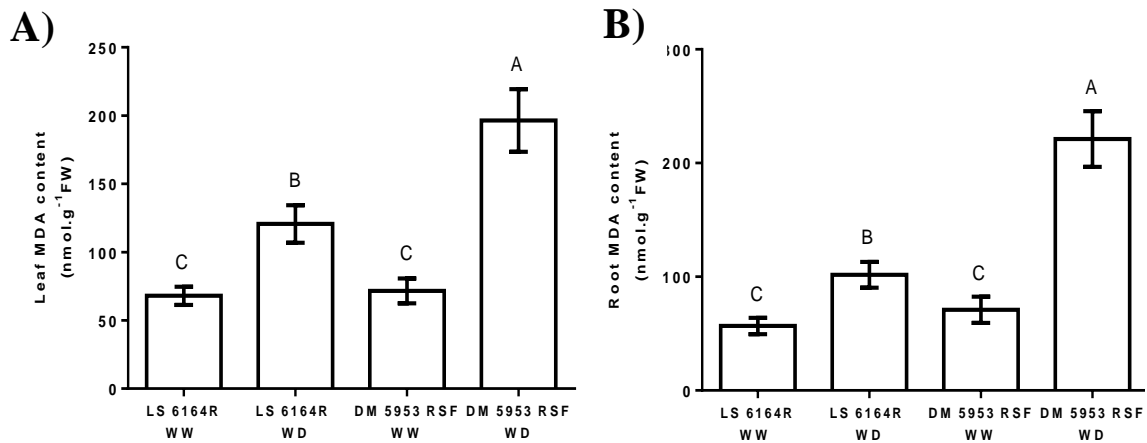 A)
Leaf MDA content
(nmol.g⁻¹FW)
250
200
150
100
50
0
C
B
C
A
LS 6164R
WW
LS 6164R
WD
DM 5953 RSF
WW
DM 5953 RSF
WD
B)
Root MDA content
(nmol.g⁻¹FW)
200
100
0
C
B
C
A
LS 6164R
WW
LS 6164R
WD
DM 5953 RSF
WW
DM 5953 RSF
WD